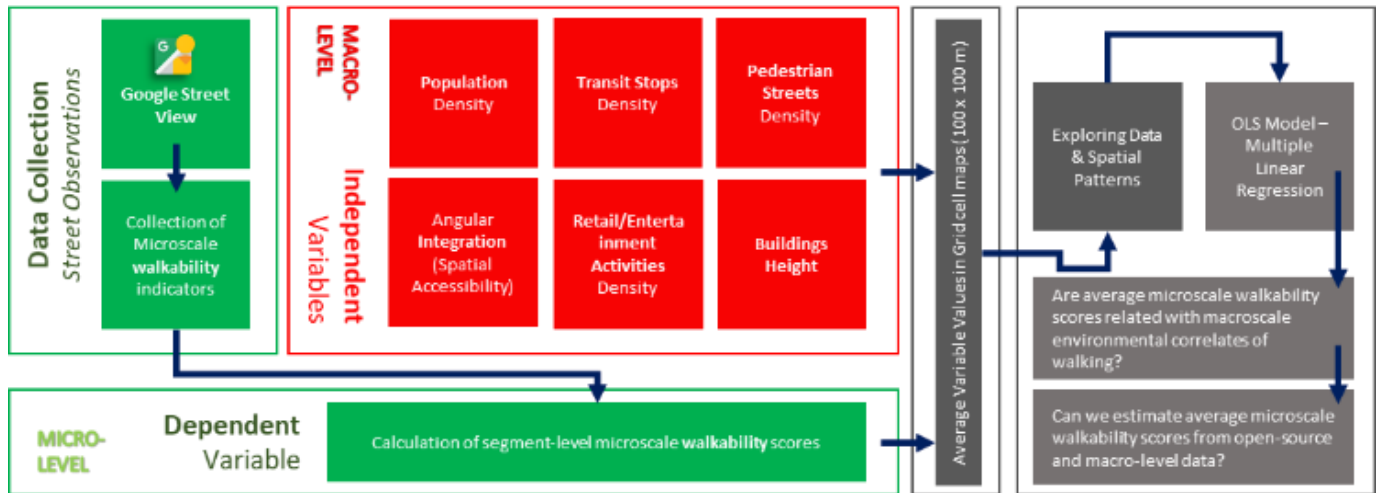 Data Collection
Street Observations
G
Google Street
View
Collection of
Microscale
walkability
indicators
MACRO-
LEVEL
Independent
Variables
Population
Density
Transit Stops
Density
Pedestrian
Streets
Density
Angular
Integration
(Spatial
Accessibility)
Retail/Enterta
inment
Activities
Density
Buildings
Height
MICRO-
LEVEL
Dependent
Variable
Calculation of segment-level microscale walkability scores
Average Variable Values in Grid cell maps (100 x 100 m)
Exploring Data
& Spatial
Patterns
OLS Model –
Multiple
Linear
Regression
Are average microscale walkability
scores related with macroscale
environmental correlates of
walking?
Can we estimate average microscale
walkability scores from open-source
and macro-level data?